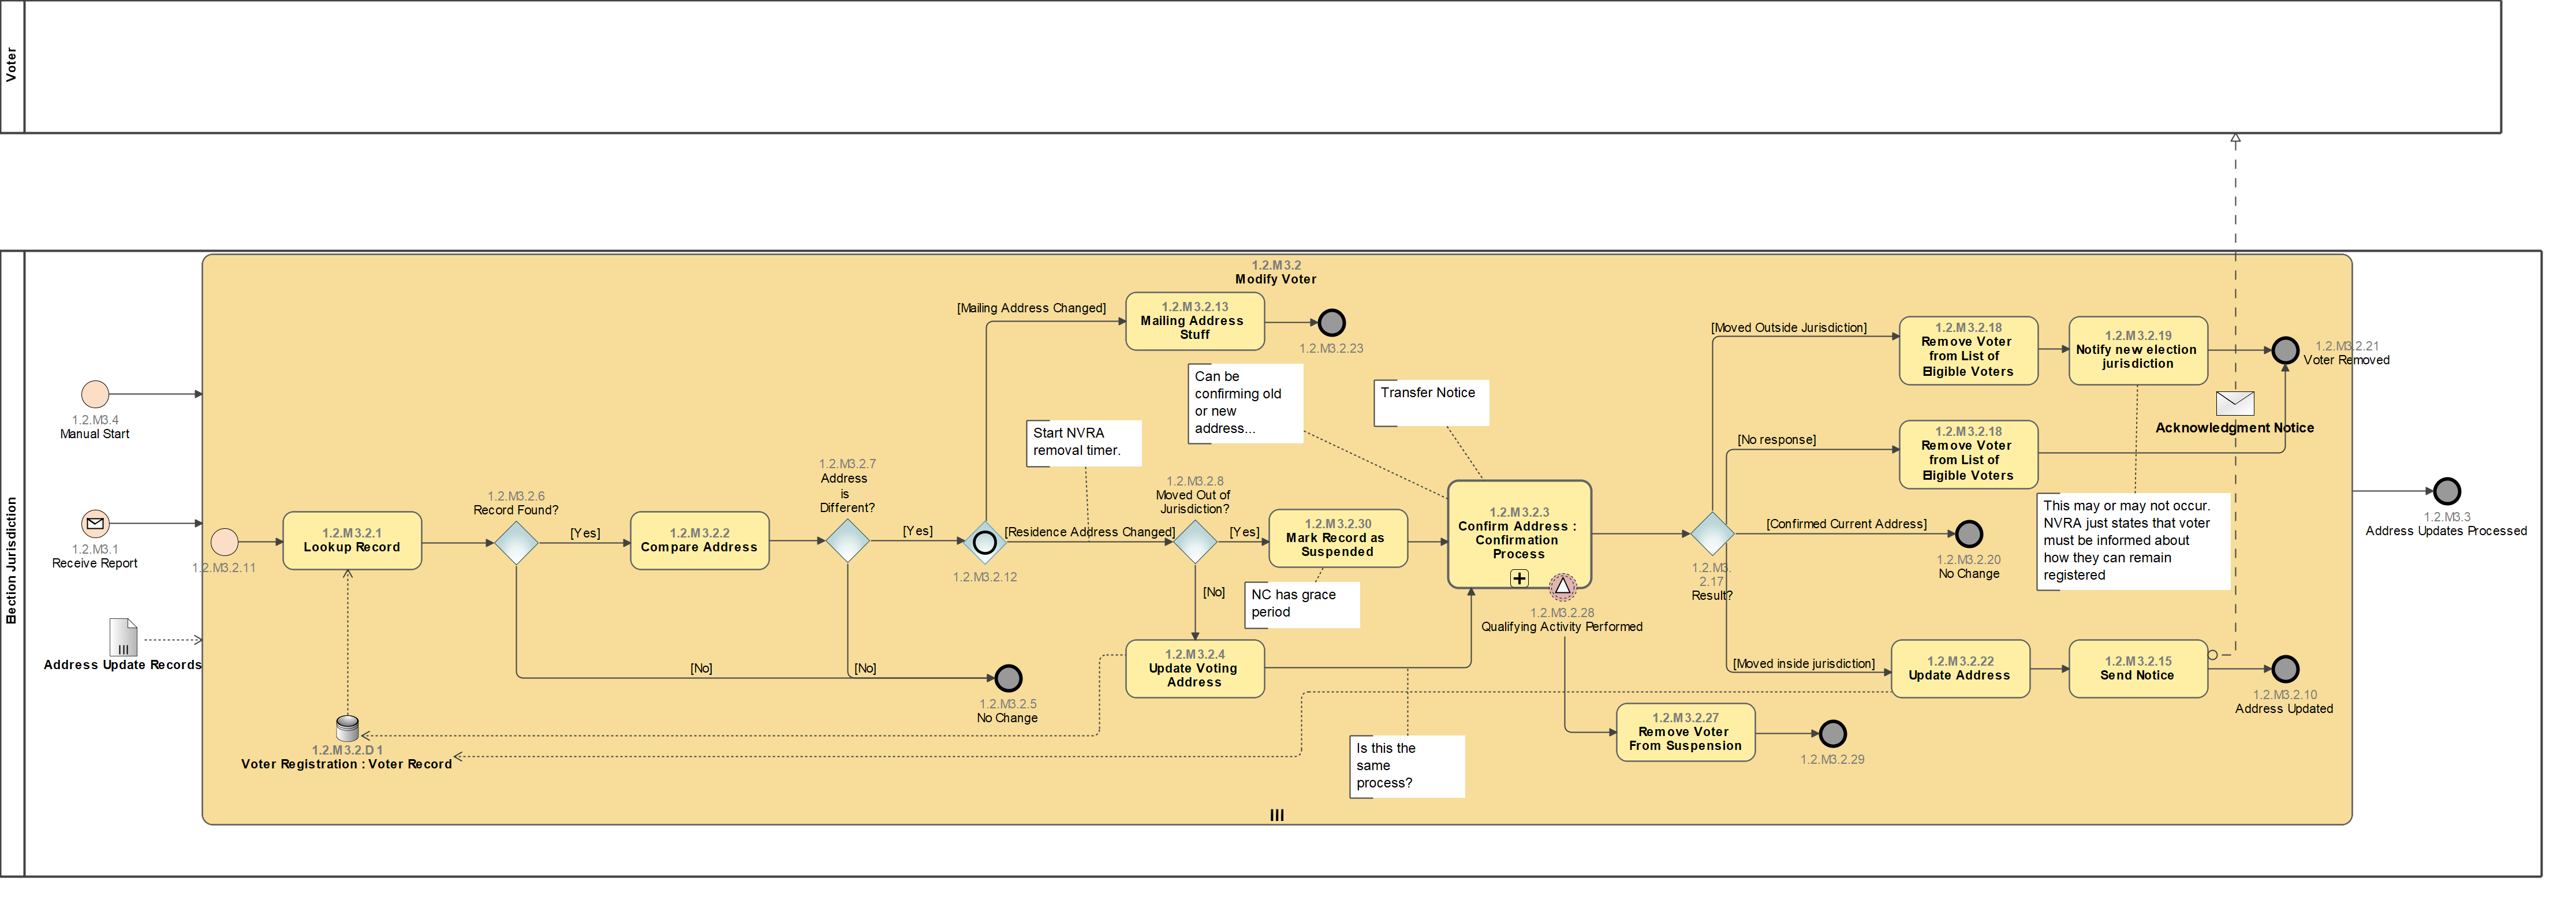 Voter
Election Jurisdiction
1.2.M3.2
Modify Voter
1.2.M3.4
Manual Start
1.2.M3.1
Receive Report
Address Update Records
1.2.M3.2.11
1.2.M3.2.1
Lookup Record
1.2.M3.2.D1
Voter Registration : Voter Record
1.2.M3.2.6
Record Found?
[Yes]
[No]
1.2.M3.2.2
Compare Address
1.2.M3.2.7
Address
is
Different?
[Yes]
[No]
1.2.M3.2.5
No Change
1.2.M3.2.12
[Mailing Address Changed]
1.2.M3.2.13
Mailing Address
Stuff
1.2.M3.2.23
Start NVRA
removal timer.
[Residence Address Changed]
1.2.M3.2.8
Moved Out of
Jurisdiction?
[Yes]
[No]
1.2.M3.2.30
Mark Record as
Suspended
NC has grace
period
1.2.M3.2.4
Update Voting
Address
Is this the
same
process?
Can be
confirming old
or new
address...
Transfer Notice
1.2.M3.2.3
Confirm Address :
Confirmation
Process
1.2.M3.2.28
Qualifying Activity Performed
1.2.M3.2.27
Remove Voter
From Suspension
1.2.M3.2.29
1.2.M3.
2.17
Result?
[Moved Outside Jurisdiction]
1.2.M3.2.18
Remove Voter
from List of
Eligible Voters
1.2.M3.2.19
Notify new election
jurisdiction
1.2.M3.2.21
Voter Removed
Acknowledgment Notice
[No response]
1.2.M3.2.18
Remove Voter
from List of
Eligible Voters
This may or may not occur.
NVRA just states that voter
must be informed about
how they can remain
registered
[Confirmed Current Address]
1.2.M3.2.20
No Change
[Moved inside jurisdiction]
1.2.M3.2.22
Update Address
1.2.M3.2.15
Send Notice
1.2.M3.2.10
Address Updated
1.2.M3.3
Address Updates Processed